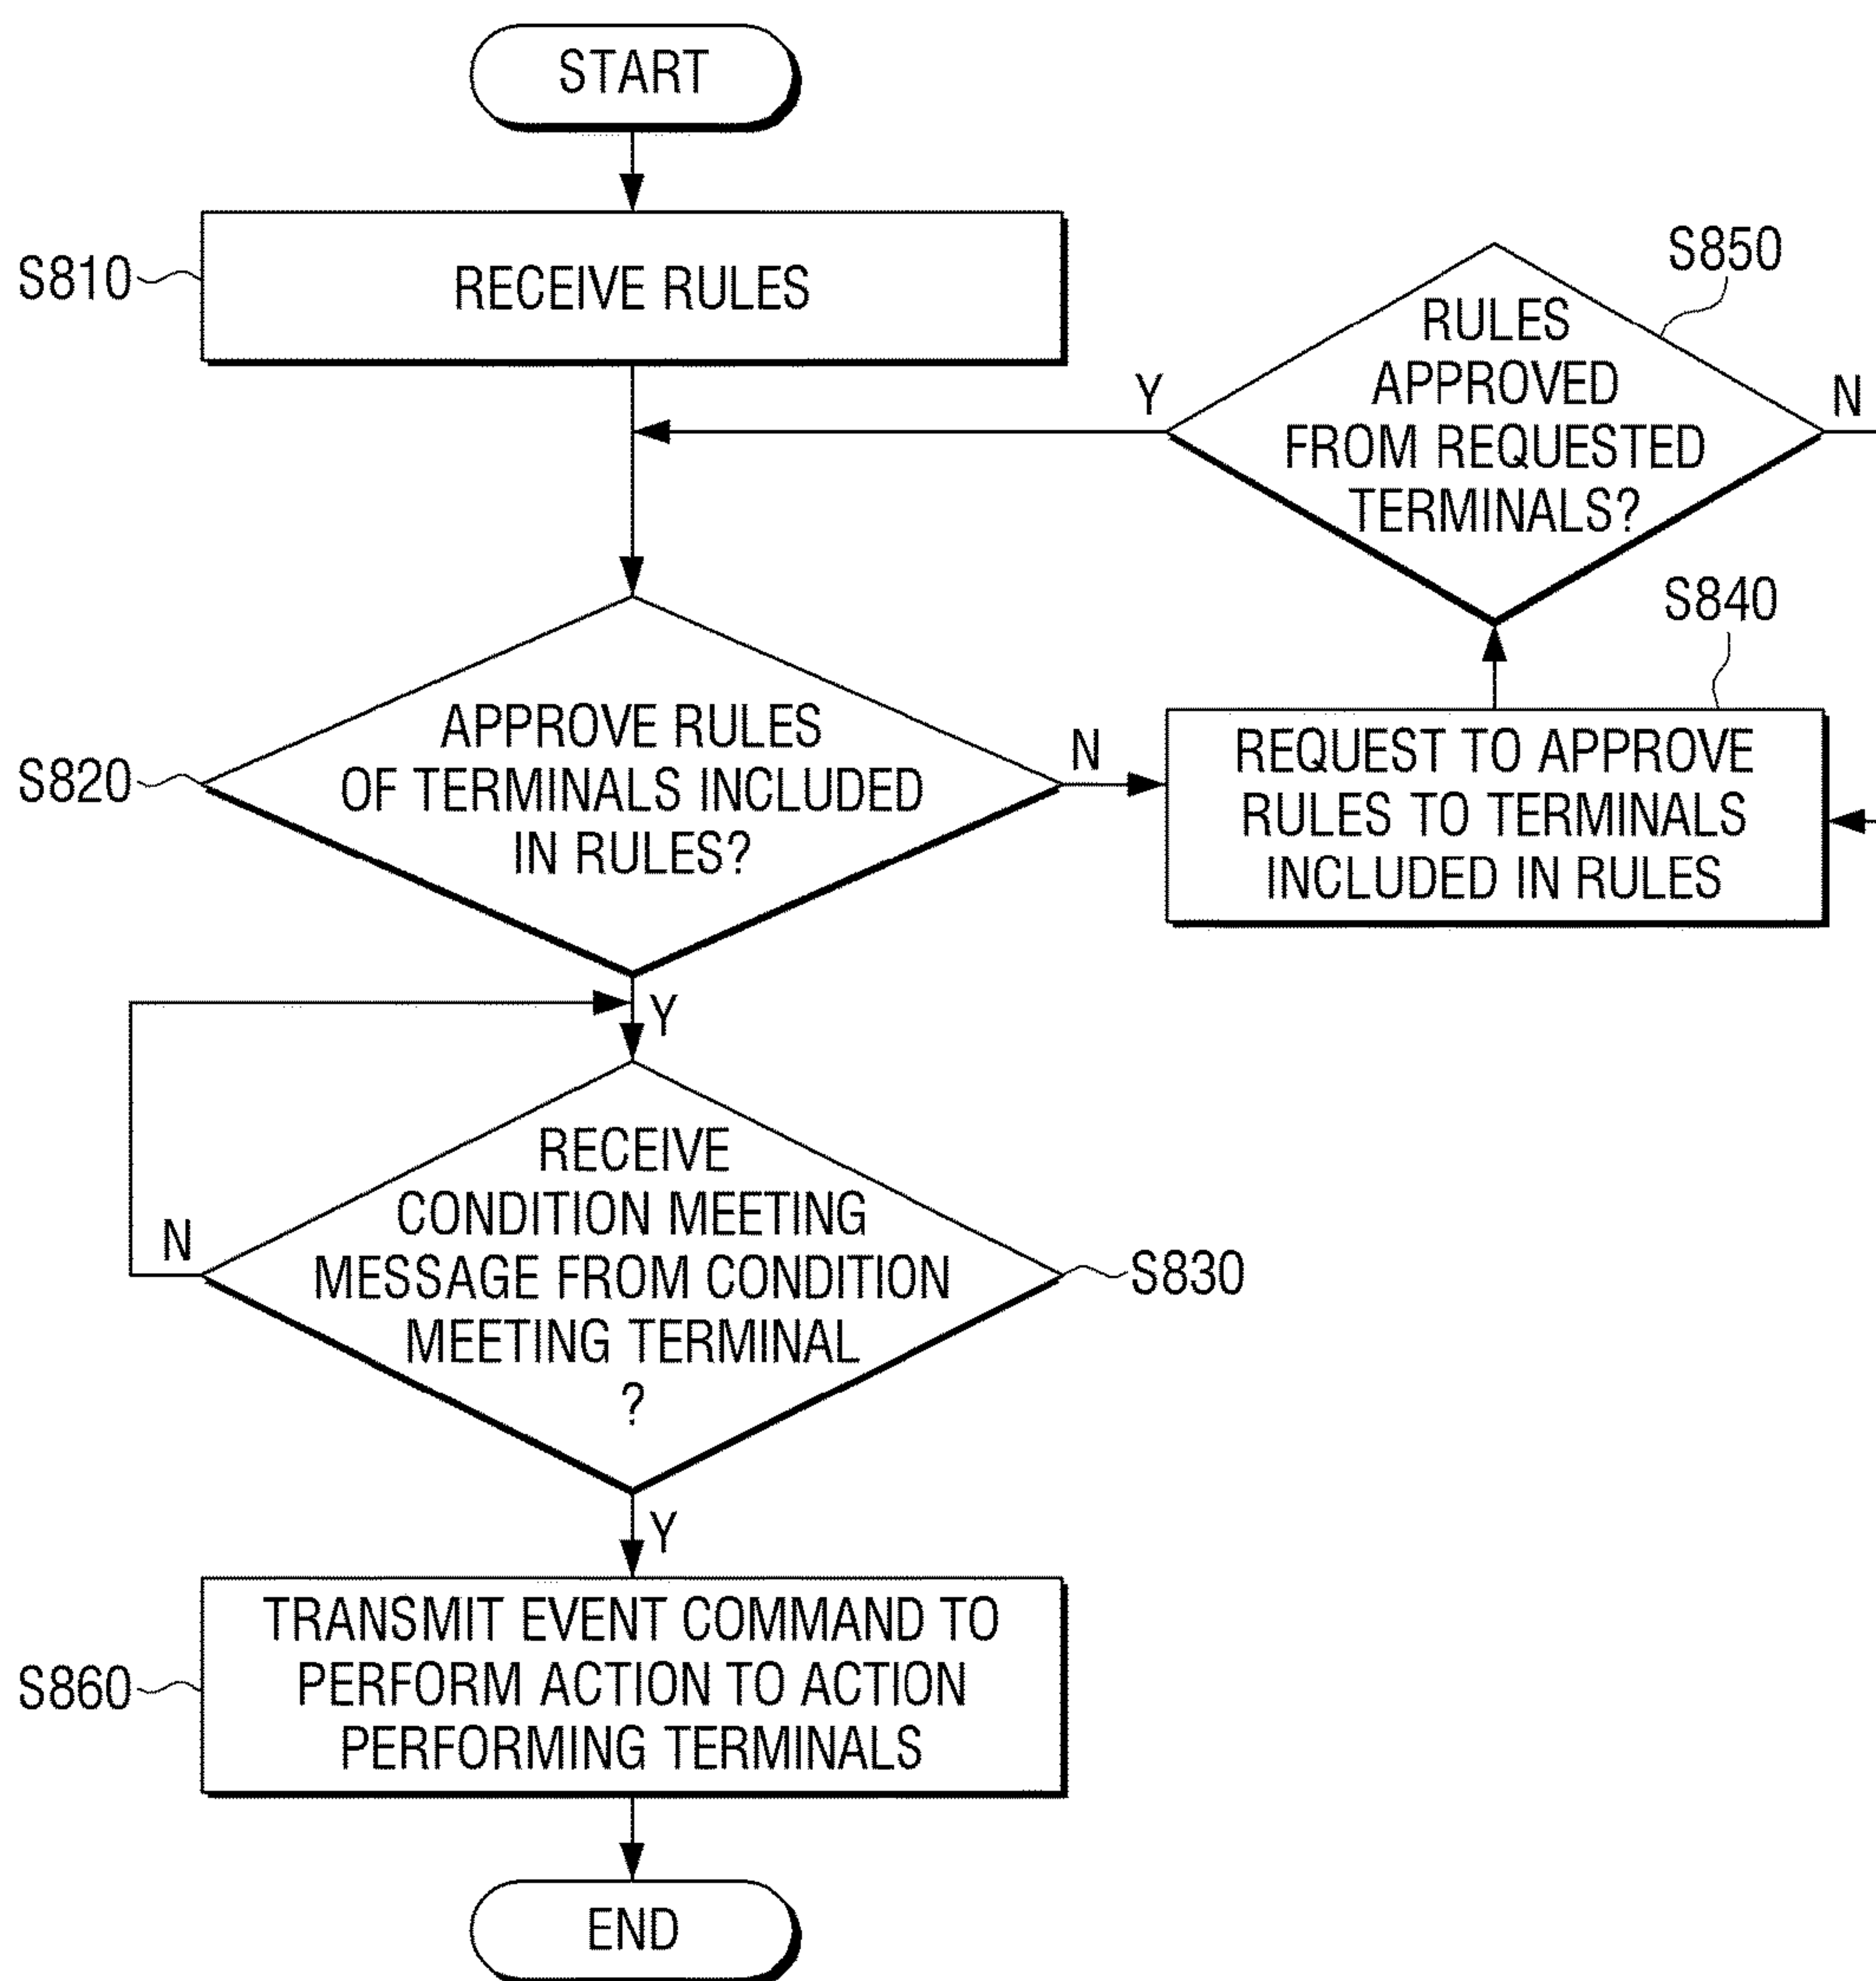 START
S810
RECEIVE RULES
S850
RULES
APPROVED
FROM REQUESTED
TERMINALS?
Y
N
S840
REQUEST TO APPROVE
RULES TO TERMINALS
INCLUDED IN RULES
S820
APPROVE RULES
OF TERMINALS INCLUDED
IN RULES?
N
Y
RECEIVE
CONDITION MEETING
MESSAGE FROM CONDITION
MEETING TERMINAL
?
N
S830
Y
S860
TRANSMIT EVENT COMMAND TO
PERFORM ACTION TO ACTION
PERFORMING TERMINALS
END